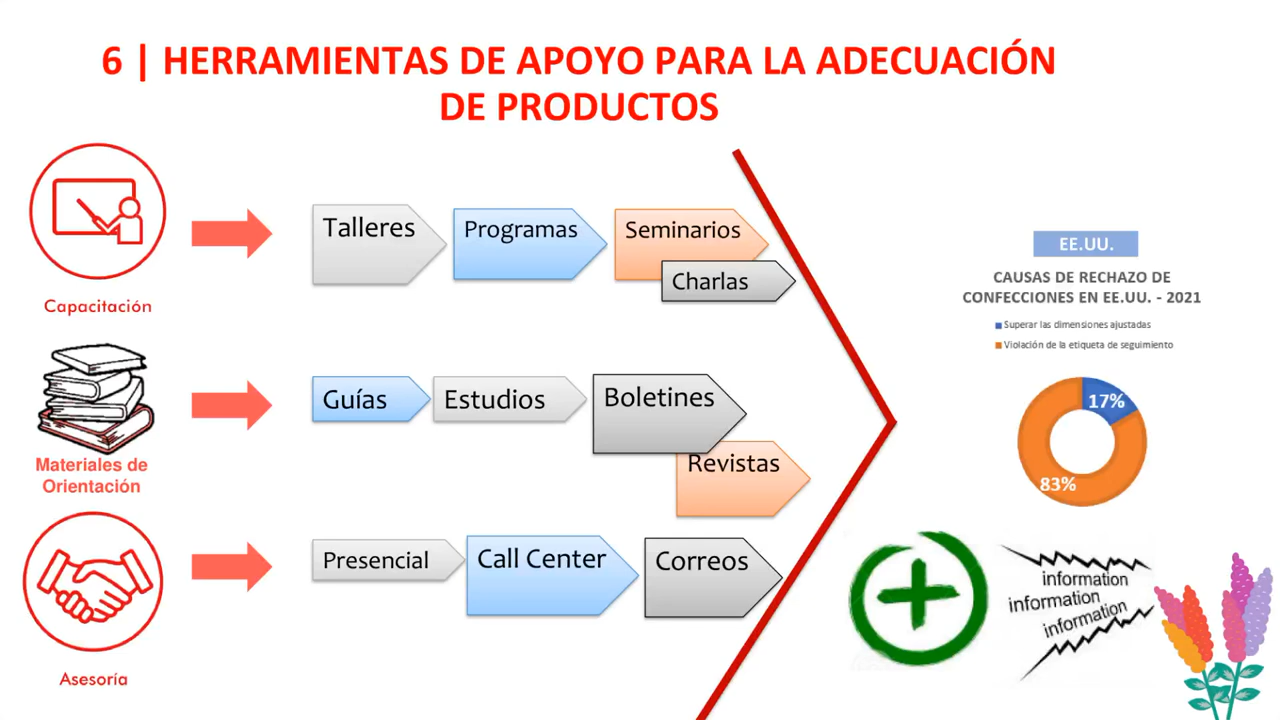 6 | HERRAMIENTAS DE APOYO PARA LA ADECUACIÓN
DE PRODUCTOS
Capacitación
Talleres
Programas
Seminarios
Charlas
Materiales de
Orientación
Guías
Estudios
Boletines
Revistas
Asesoría
Presencial
Call Center
Correos
EE.UU.
CAUSAS DE RECHAZO DE
CONFECCIONES EN EE.UU. - 2021
Superar las dimensiones ajustadas
Violación de la etiqueta de seguimiento
17%
83%
information
information
information